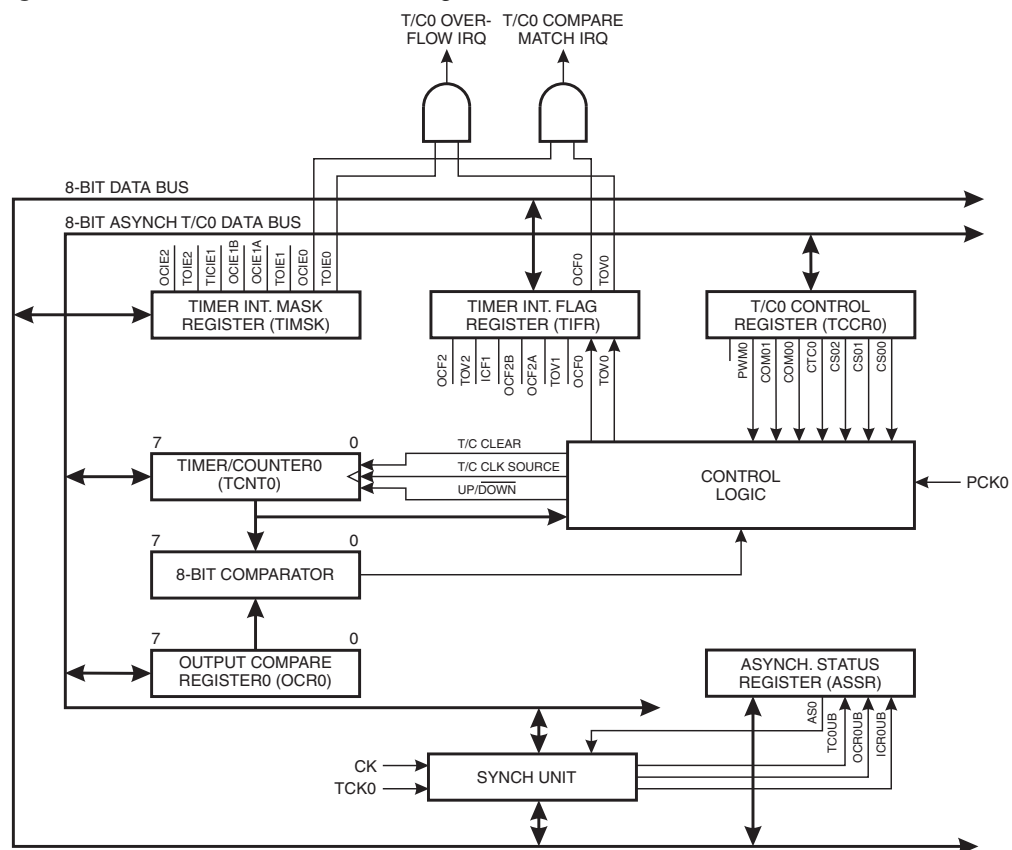 T/C0 OVER-
FLOW IRQ
T/C0 COMPARE
MATCH IRQ
8-BIT DATA BUS
8-BIT ASYNCH T/C0 DATA BUS
OCIE2
TOIE2
TICIE1
OCIE1B
OCIE1A
TOIE1
OCIE0
TOIE0
OCF0
TOV0
TIMER INT. MASK
REGISTER (TIMSK)
TIMER INT. FLAG
REGISTER (TIFR)
T/C0 CONTROL
REGISTER (TCCR0)
OCF2
TOV2
ICF1
OCF2B
OCF2A
TOV1
OCF0
TOV0
PWM0
COM01
COM00
CTC0
CS02
CS01
CS00
7
0
TIMER/COUNTER0
(TCNT0)
T/C CLEAR
T/C CLK SOURCE
UP/DOWN
CONTROL
LOGIC
PCK0
7
0
8-BIT COMPARATOR
7
0
OUTPUT COMPARE
REGISTER0 (OCR0)
ASYNCH. STATUS
REGISTER (ASSR)
AS0
TC0UB
OCR0UB
ICR0UB
CK
TCK0
SYNCH UNIT